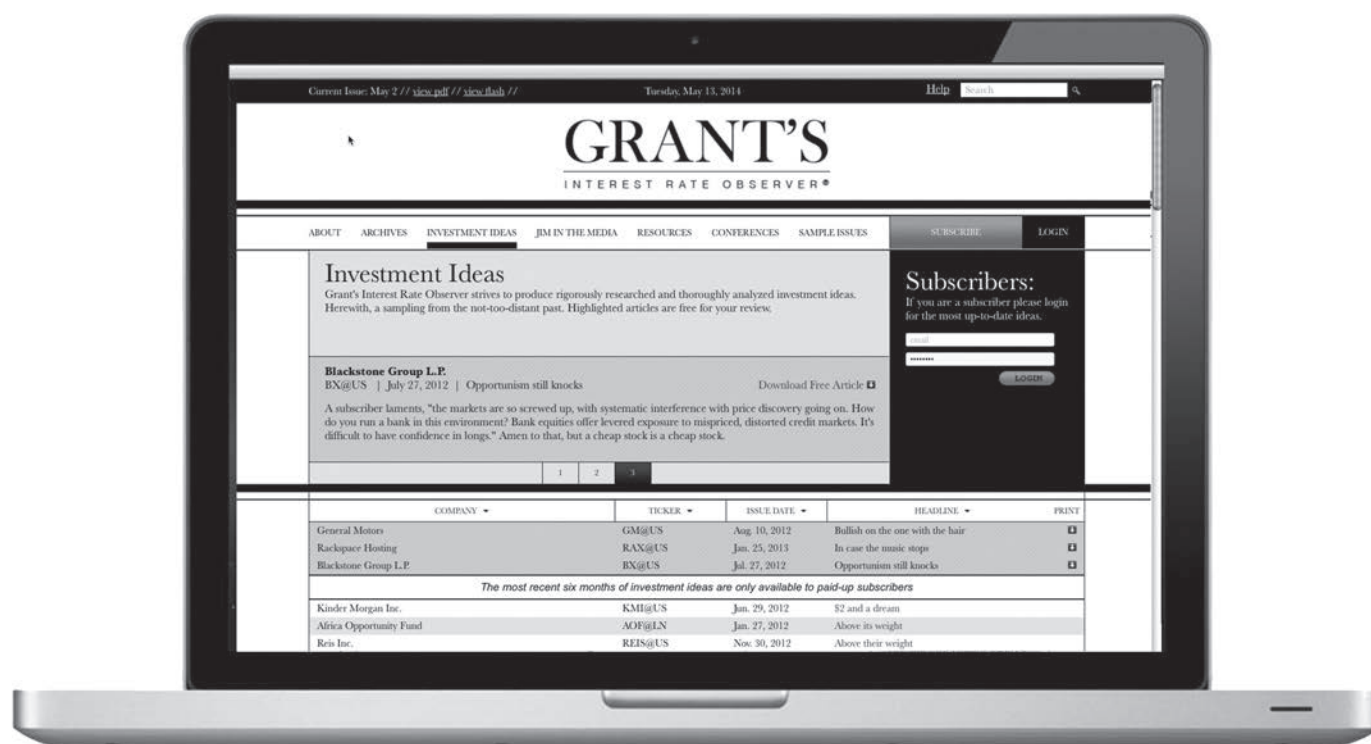 Current Issue: May 2 // view pdf // view flash //
Tuesday, May 13, 2014
Help
Search
GRANT'S
INTEREST RATE OBSERVER®
ABOUT ARCHIVES INVESTMENT IDEAS JIM IN THE MEDIA RESOURCES CONFERENCES SAMPLE ISSUES SUBSCRIBE LOGIN
Investment Ideas
Grant's Interest Rate Observer strives to produce rigorously researched and thoroughly analyzed investment ideas.
Herewith, a sampling from the not-too-distant past. Highlighted articles are free for your review.
Blackstone Group L.P.
BX@US | July 27, 2012 | Opportunism still knocks
Download Free Article
A subscriber laments, "the markets are so screwed up, with systematic interference with price discovery going on. How
do you run a bank in this environment? Bank equities offer levered exposure to mispriced, distorted credit markets. It's
difficult to have confidence in longs." Amen to that, but a cheap stock is a cheap stock.
1 2 3
Subscribers:
If you are a subscriber please login
for the most up-to-date ideas.
email
LOGIN
COMPANY TICKER ISSUE DATE HEADLINE PRINT
General Motors GM@US Aug. 10, 2012 Bullish on the one with the hair
Rackspace Hosting RAX@US Jan. 25, 2013 In case the music stops
Blackstone Group L.P. BX@US Jul. 27, 2012 Opportunism still knocks
The most recent six months of investment ideas are only available to paid-up subscribers
Kinder Morgan Inc. KMI@US Jun. 29, 2012 $2 and a dream
Africa Opportunity Fund AOF@LN Jan. 27, 2012 Above its weight
Reis Inc. REIS@US Nov. 30, 2012 Above their weight